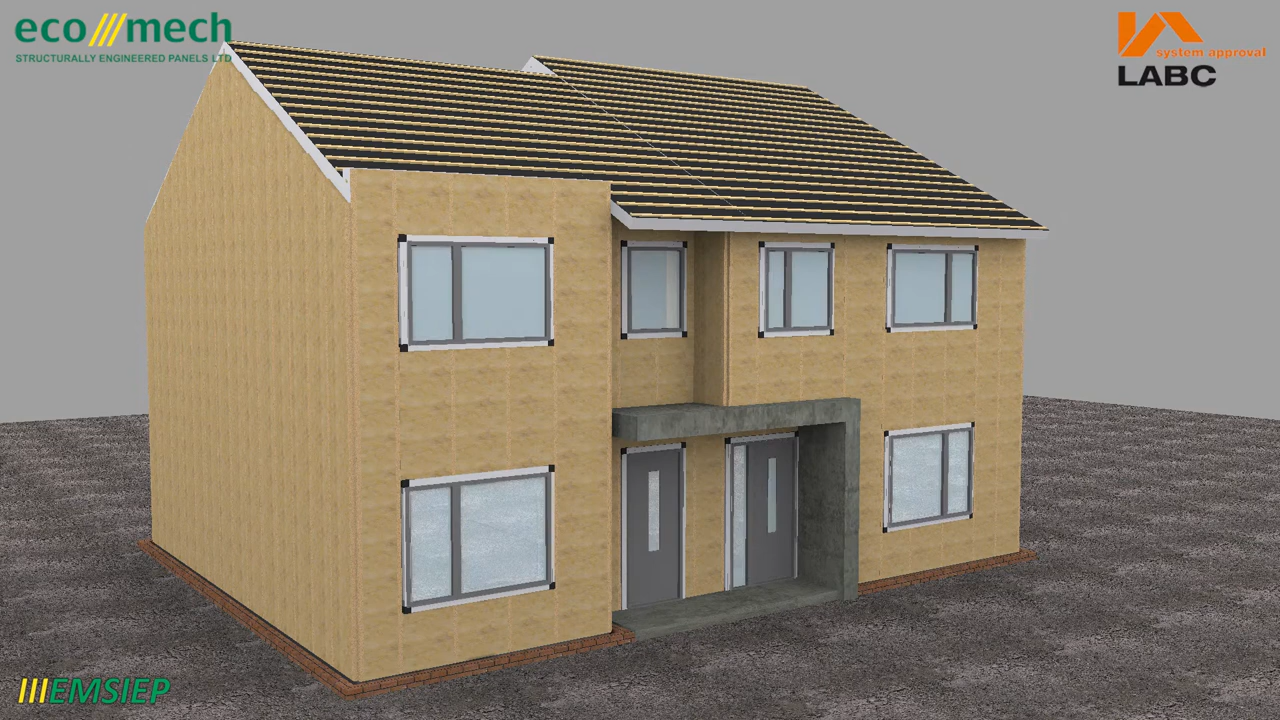 eco///mech
STRUCTURALLY ENGINEERED PANELS LTD
system approval
LABC
///EMSIEP